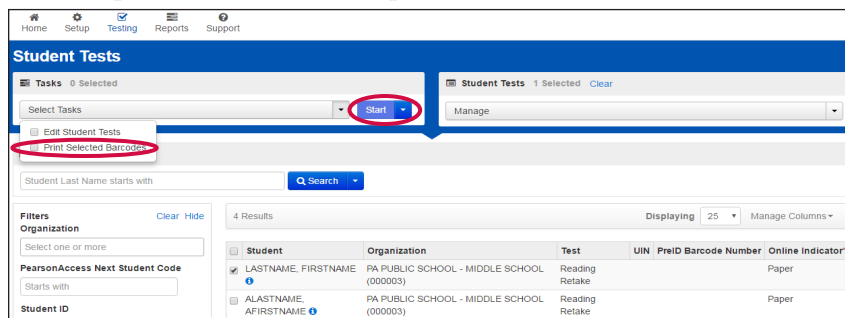 Home Setup Testing Reports Support
Student Tests
Tasks 0 Selected
Student Tests 1 Selected Clear
Select Tasks
Start
Manage
Edit Student Tests
Print Selected Barcodes
Student Last Name starts with
Search
Filters
Clear Hide
4 Results
Displaying 25 Manage Columns
Organization
Select one or more
Student Organization Test UIN PreID Barcode Number Online Indicator
PearsonAccess Next Student Code
LASTNAME, FIRSTNAME PA PUBLIC SCHOOL - MIDDLE SCHOOL Reading Paper
(000003) Retake
Starts with
Student ID
ALASTNAME, PA PUBLIC SCHOOL - MIDDLE SCHOOL Reading Paper
AFIRSTNAME (000003) Retake